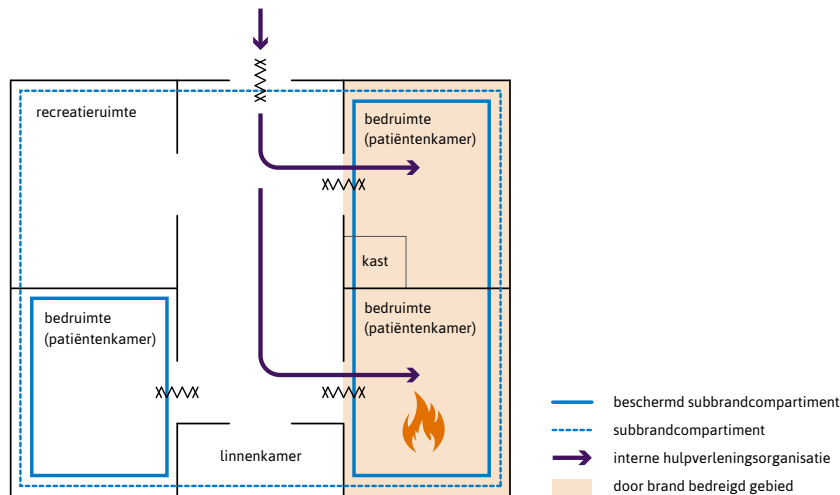 recreatieruimte
bedruimte
(patiëntenkamer)
kast
bedruimte
(patiëntenkamer)
bedruimte
(patiëntenkamer)
linnenkamer
beschermd subbrandcompartiment
subbrandcompartiment
interne hulpverleningsorganisatie
door brand bedreigd gebied